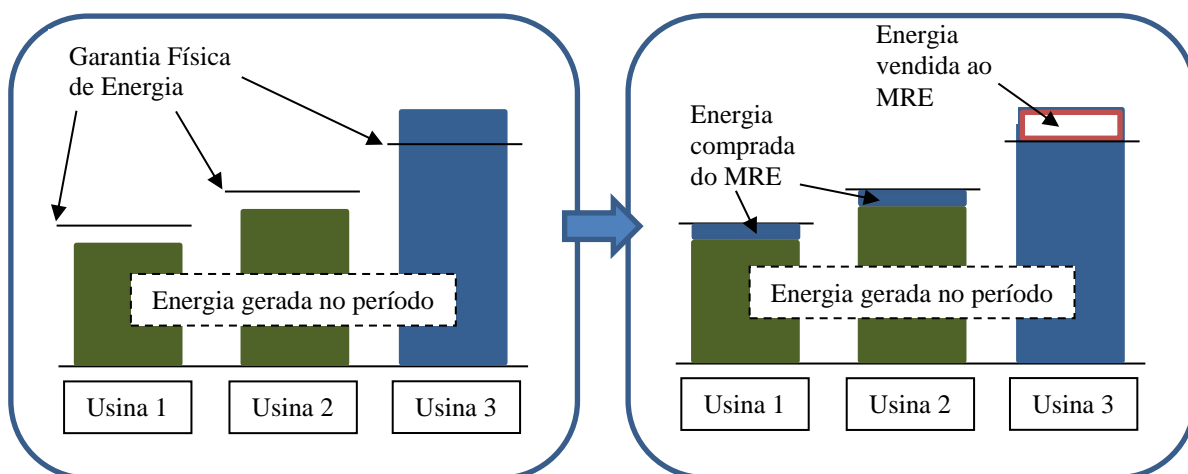 Garantia Física
de Energia
Energia gerada no período
Usina 1
Usina 2
Usina 3
Energia
vendida ao
MRE
Energia
comprada
do MRE
Energia gerada no período
Usina 1
Usina 2
Usina 3